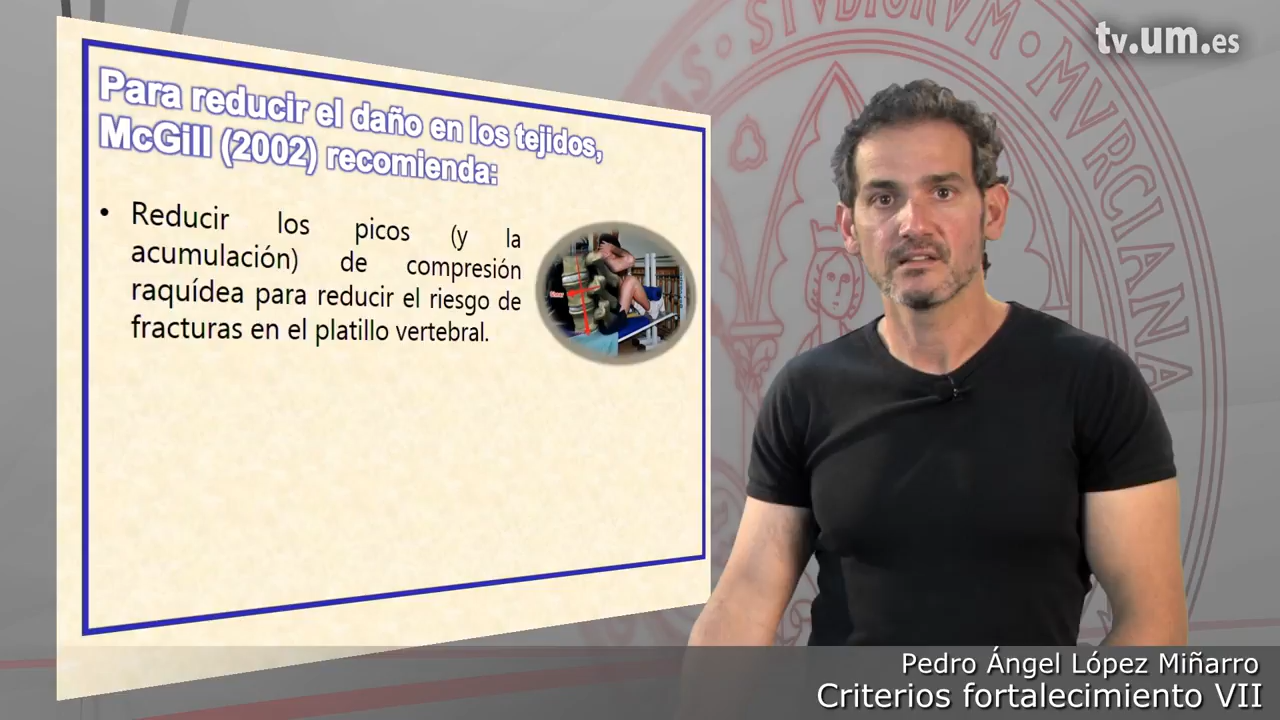 tv.um.es
STVDIORVM
MVRCIANA
Para reducir el daño en los tejidos,
McGill (2002) recomienda:
• Reducir los picos (y la
acumulación) de compresión
raquídea para reducir el riesgo de
fracturas en el platillo vertebral.
Pedro Ángel López Miñarro
Criterios fortalecimiento VII